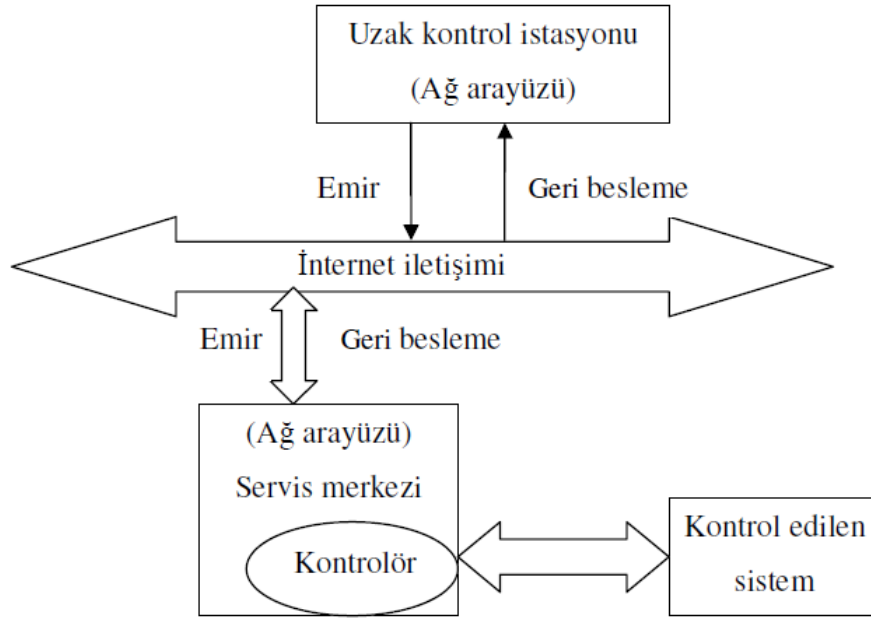 Uzak kontrol istasyonu
(Ağ arayüzü)
Emir
Geri besleme
İnternet iletişimi
Emir
Geri besleme
(Ağ arayüzü)
Servis merkezi
Kontrolör
Kontrol edilen
sistem